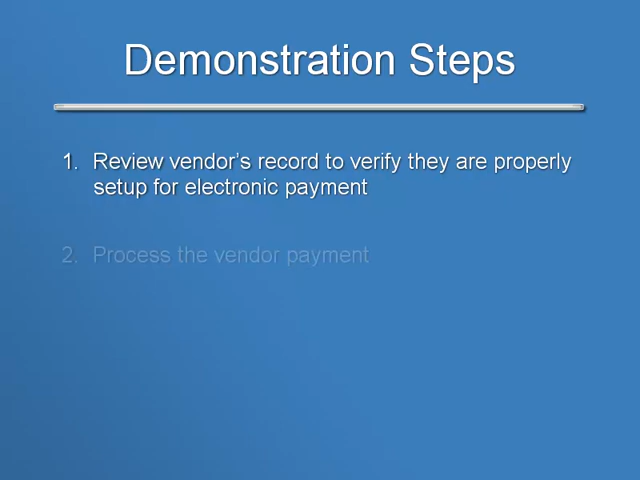 Demonstration Steps
1. Review vendor's record to verify they are properly
setup for electronic payment
2. Process the vendor payment